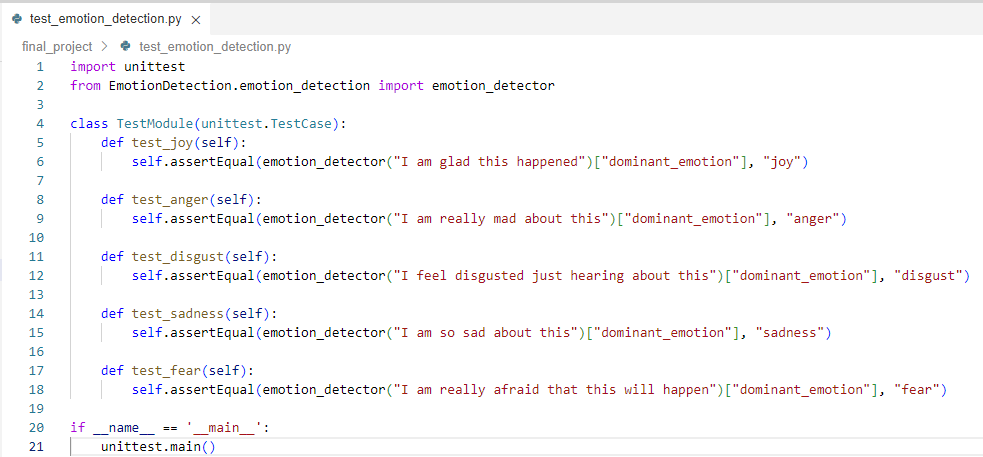 test_emotion_detection.py ×
final_project > test_emotion_detection.py
1 import unittest
2 from EmotionDetection.emotion_detection import emotion_detector
3
4 class TestModule(unittest.TestCase):
5     def test_joy(self):
6         self.assertEqual(emotion_detector("I am glad this happened")["dominant_emotion"], "joy")
7
8     def test_anger(self):
9         self.assertEqual(emotion_detector("I am really mad about this")["dominant_emotion"], "anger")
10
11     def test_disgust(self):
12         self.assertEqual(emotion_detector("I feel disgusted just hearing about this")["dominant_emotion"], "disgust")
13
14     def test_sadness(self):
15         self.assertEqual(emotion_detector("I am so sad about this")["dominant_emotion"], "sadness")
16
17     def test_fear(self):
18         self.assertEqual(emotion_detector("I am really afraid that this will happen")["dominant_emotion"], "fear")
19
20 if __name__ == '__main__':
21     unittest.main()